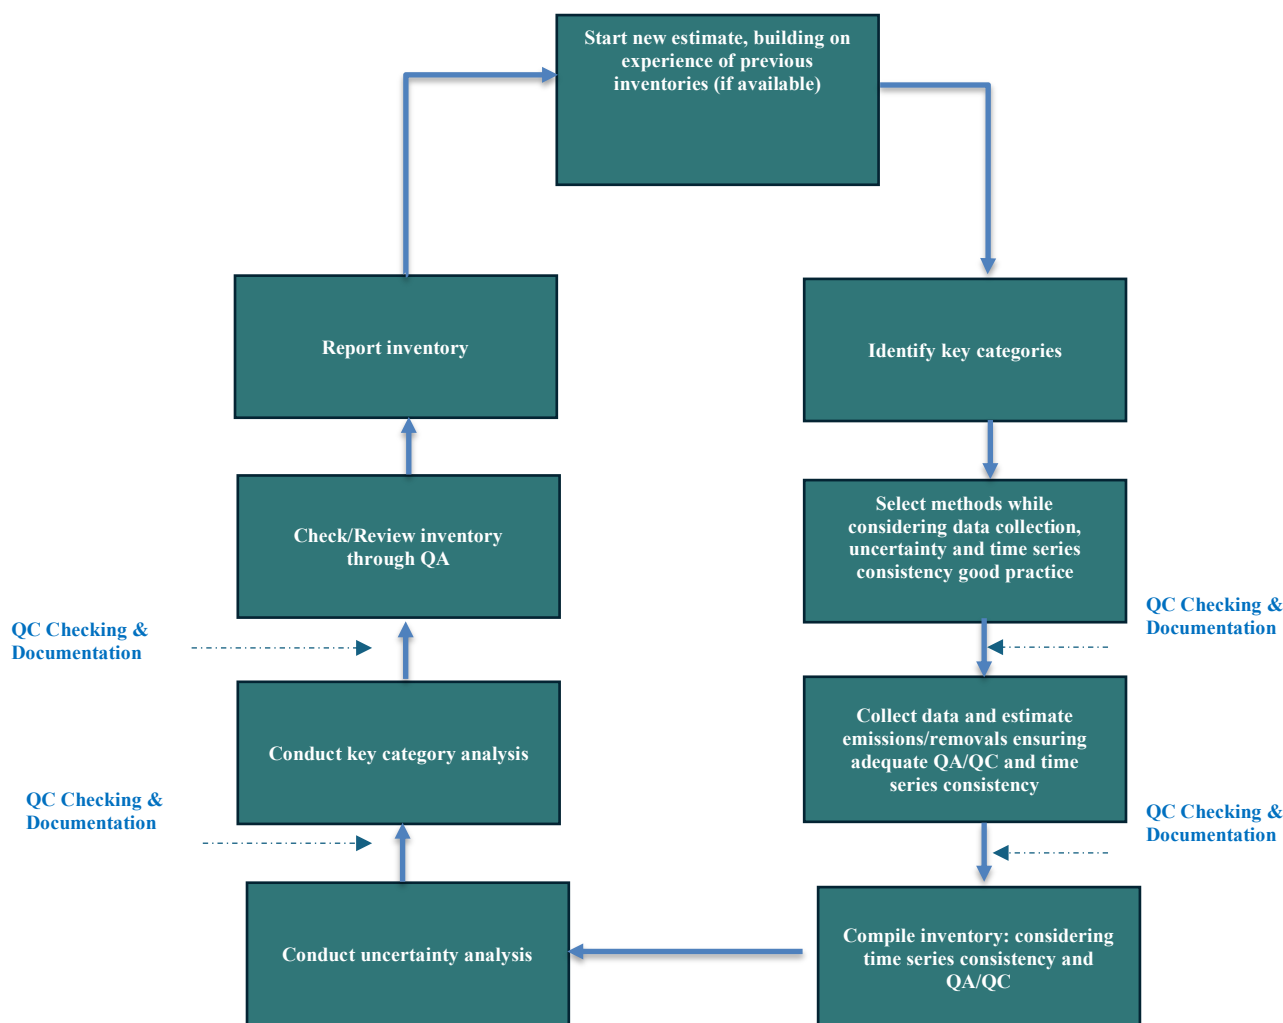 Start new estimate, building on
experience of previous
inventories (if available)
Report inventory
Identify key categories
Check/Review inventory
through QA
Select methods while
considering data collection,
uncertainty and time series
consistency good practice
QC Checking &
Documentation
QC Checking &
Documentation
Conduct key category analysis
Collect data and estimate
emissions/removals ensuring
adequate QA/QC and time
series consistency
QC Checking &
Documentation
QC Checking &
Documentation
Conduct uncertainty analysis
Compile inventory: considering
time series consistency and
QA/QC